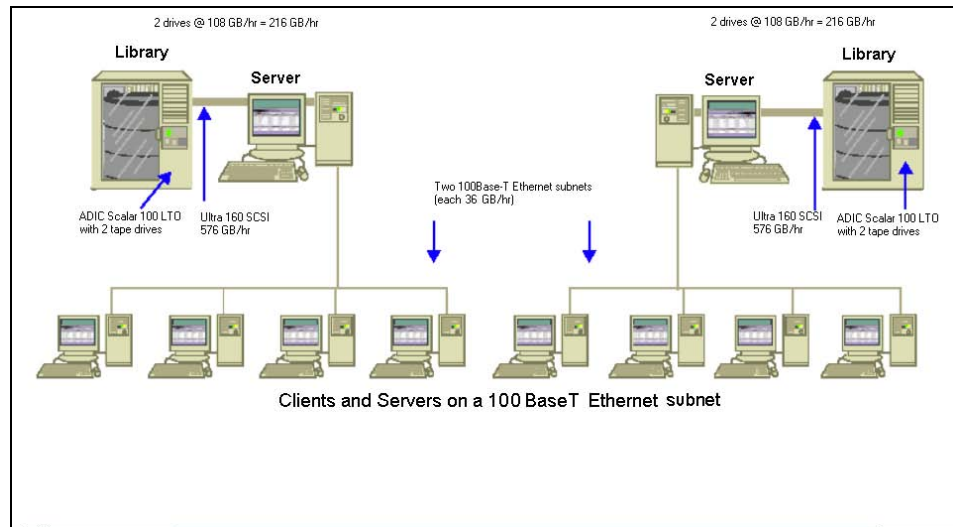 2 drives @ 108 GB/hr = 216 GB/hr
2 drives @ 108 GB/hr = 216 GB/hr
Library
Server
Server
Library
Two 100Base-T Ethernet subnets
(each 36 GB/hr)
ADIC Scalar 100 LTO
with 2 tape drives
Ultra 160 SCSI
576 GB/hr
Ultra 160 SCSI
576 GB/hr
ADIC Scalar 100 LTO
with 2 tape drives
Clients and Servers on a 100 BaseT Ethernet subnet